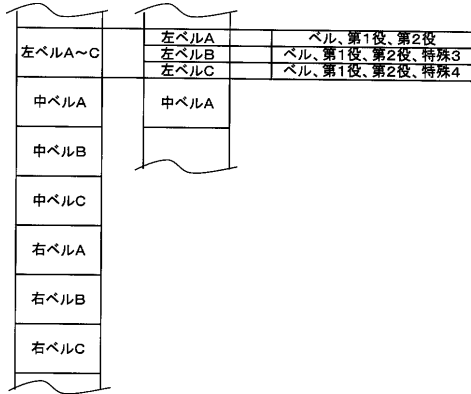 左ベルA～C
左ベルA ベル、第1役、第2役
左ベルB ベル、第1役、第2役、特殊3
左ベルC ベル、第1役、第2役、特殊4
中ベルA 中ベルA
中ベルB
中ベルC
右ベルA
右ベルB
右ベルC